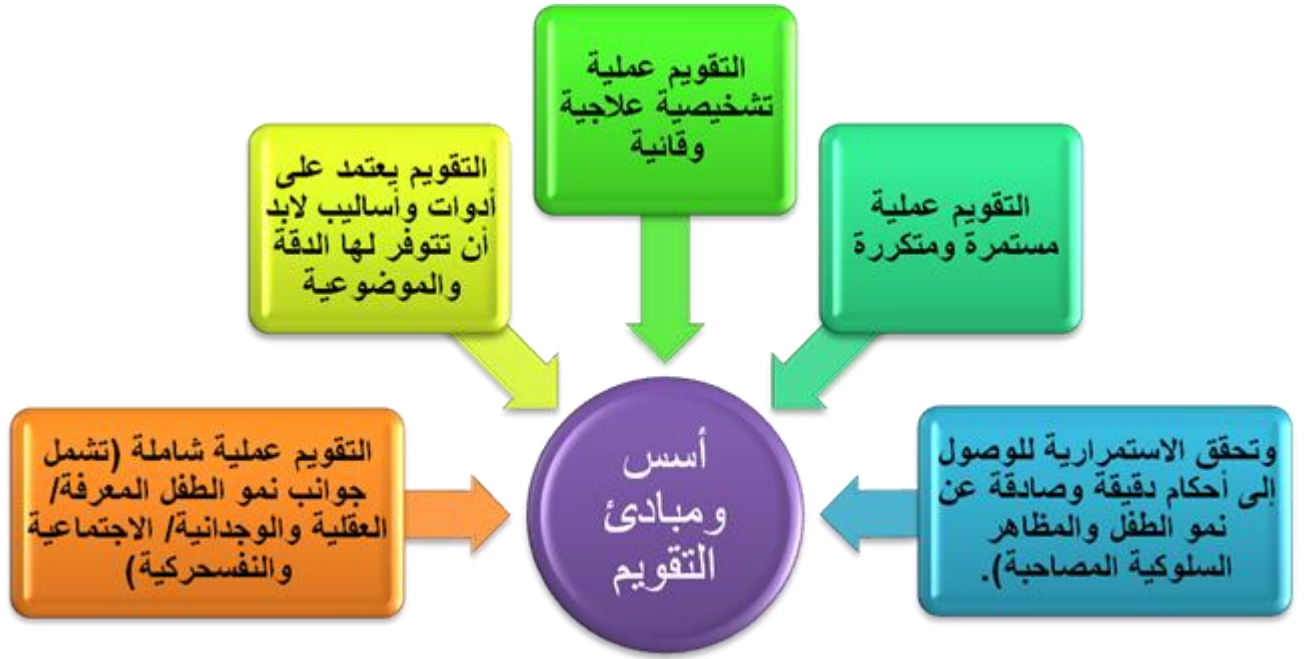 التقويم عملية
تشخيصية علاجية
وقائية
التقويم عملية
مستمرة ومتكررة
التقويم يعتمد على
أدوات وأساليب لابد
أن تتوفر لها الدقة
والموضوعية
وتحقق الاستمرارية للوصول
إلى أحكام دقيقة وصادقة عن
نمو الطفل والمظاهر
السلوكية المصاحبة).
التقويم عملية شاملة (تشمل
جوانب نمو الطفل المعرفة/
العقلية والوجدانية/ الاجتماعية
والنفسحركية)
أسس
ومبادئ
التقويم